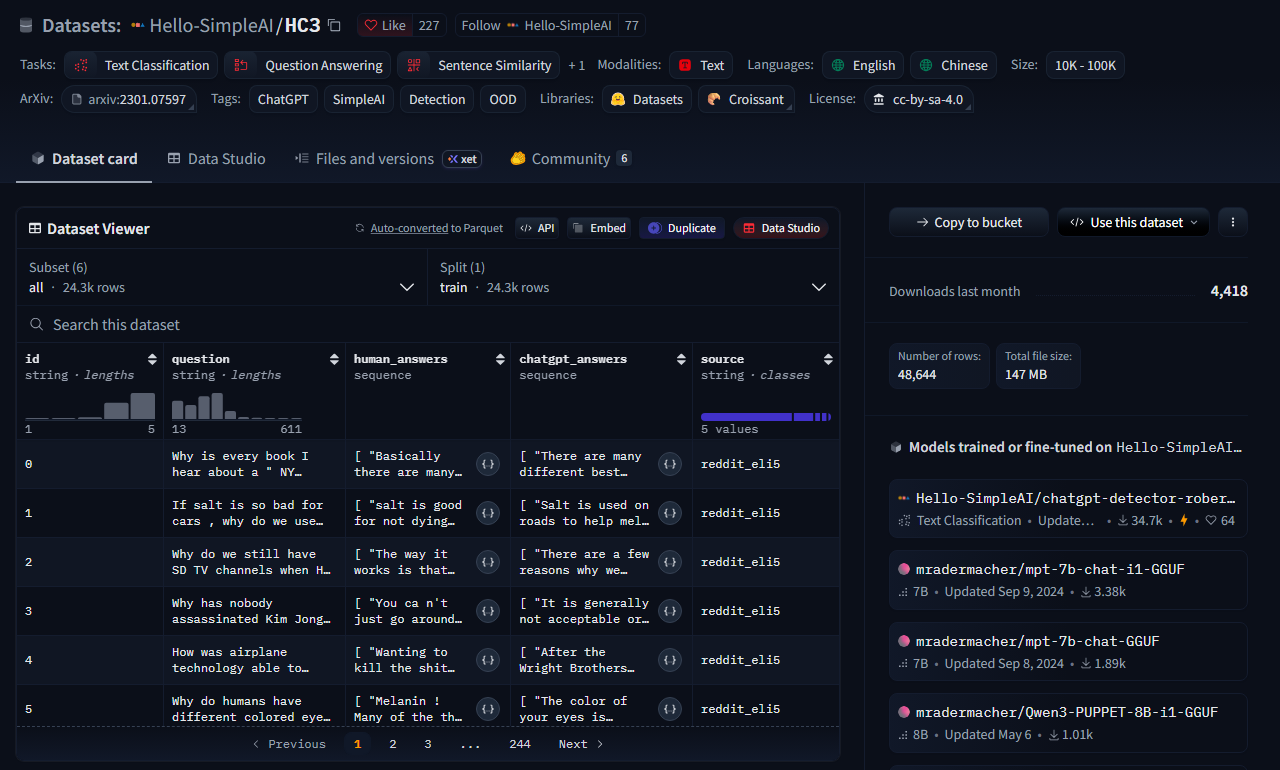 Datasets: Hello-SimpleAI/HC3 Like 227 Follow Hello-SimpleAI 77
Tasks: Text Classification Question Answering Sentence Similarity + 1 Modalities: Text Languages: English Chinese Size: 10K - 100K
ArXiv: arxiv:2301.07597 Tags: ChatGPT SimpleAI Detection OOD Libraries: Datasets Croissant License: cc-by-sa-4.0
Dataset card Data Studio Files and versions xet Community 6
Dataset Viewer Auto-converted to Parquet API Embed Duplicate Data Studio
Subset (6) Split (1)
all · 24.3k rows train · 24.3k rows
Search this dataset
id question human_answers chatgpt_answers source
string · lengths string · lengths sequence sequence string · classes
1 5 13 611 5 values
0 Why is every book I hear about a " NY… [ "Basically there are many… {} [ "There are many different best… {} reddit_eli5
1 If salt is so bad for cars , why do we use… [ "salt is good for not dying… {} [ "Salt is used on roads to help mel… {} reddit_eli5
2 Why do we still have SD TV channels when H… [ "The way it works is that… {} [ "There are a few reasons why we… {} reddit_eli5
3 Why has nobody assassinated Kim Jong… [ "You ca n't just go around… {} [ "It is generally not acceptable or… {} reddit_eli5
4 How was airplane technology able to… [ "Wanting to kill the shit… {} [ "After the Wright Brothers… {} reddit_eli5
5 Why do humans have different colored eye… [ "Melanin ! Many of the th… {} [ "The color of your eyes is… {} reddit_eli5
Previous 1 2 3 ... 244 Next
Copy to bucket Use this dataset
Downloads last month 4,418
Number of rows: Total file size:
48,644 147 MB
Models trained or fine-tuned on Hello-SimpleAI…
Hello-SimpleAI/chatgpt-detector-rober…
Text Classification • Update… • 34.7k • 64
mradermacher/mpt-7b-chat-i1-GGUF
7B • Updated Sep 9, 2024 • 3.38k
mradermacher/mpt-7b-chat-GGUF
7B • Updated Sep 8, 2024 • 1.89k
mradermacher/Qwen3-PUPPET-8B-i1-GGUF
8B • Updated May 6 • 1.01k